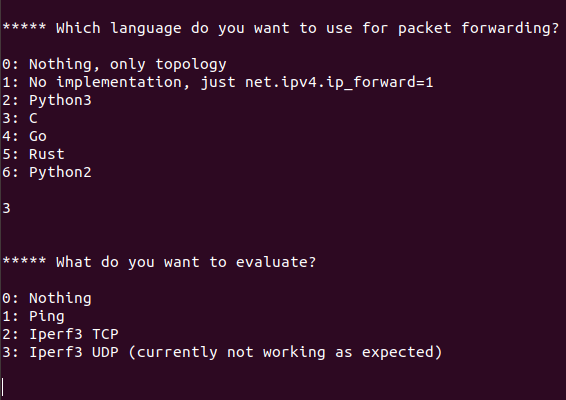 ***** Which language do you want to use for packet forwarding?
0: Nothing, only topology
1: No implementation, just net.ipv4.ip_forward=1
2: Python3
3: C
4: Go
5: Rust
6: Python2
3
***** What do you want to evaluate?
0: Nothing
1: Ping
2: Iperf3 TCP
3: Iperf3 UDP (currently not working as expected)